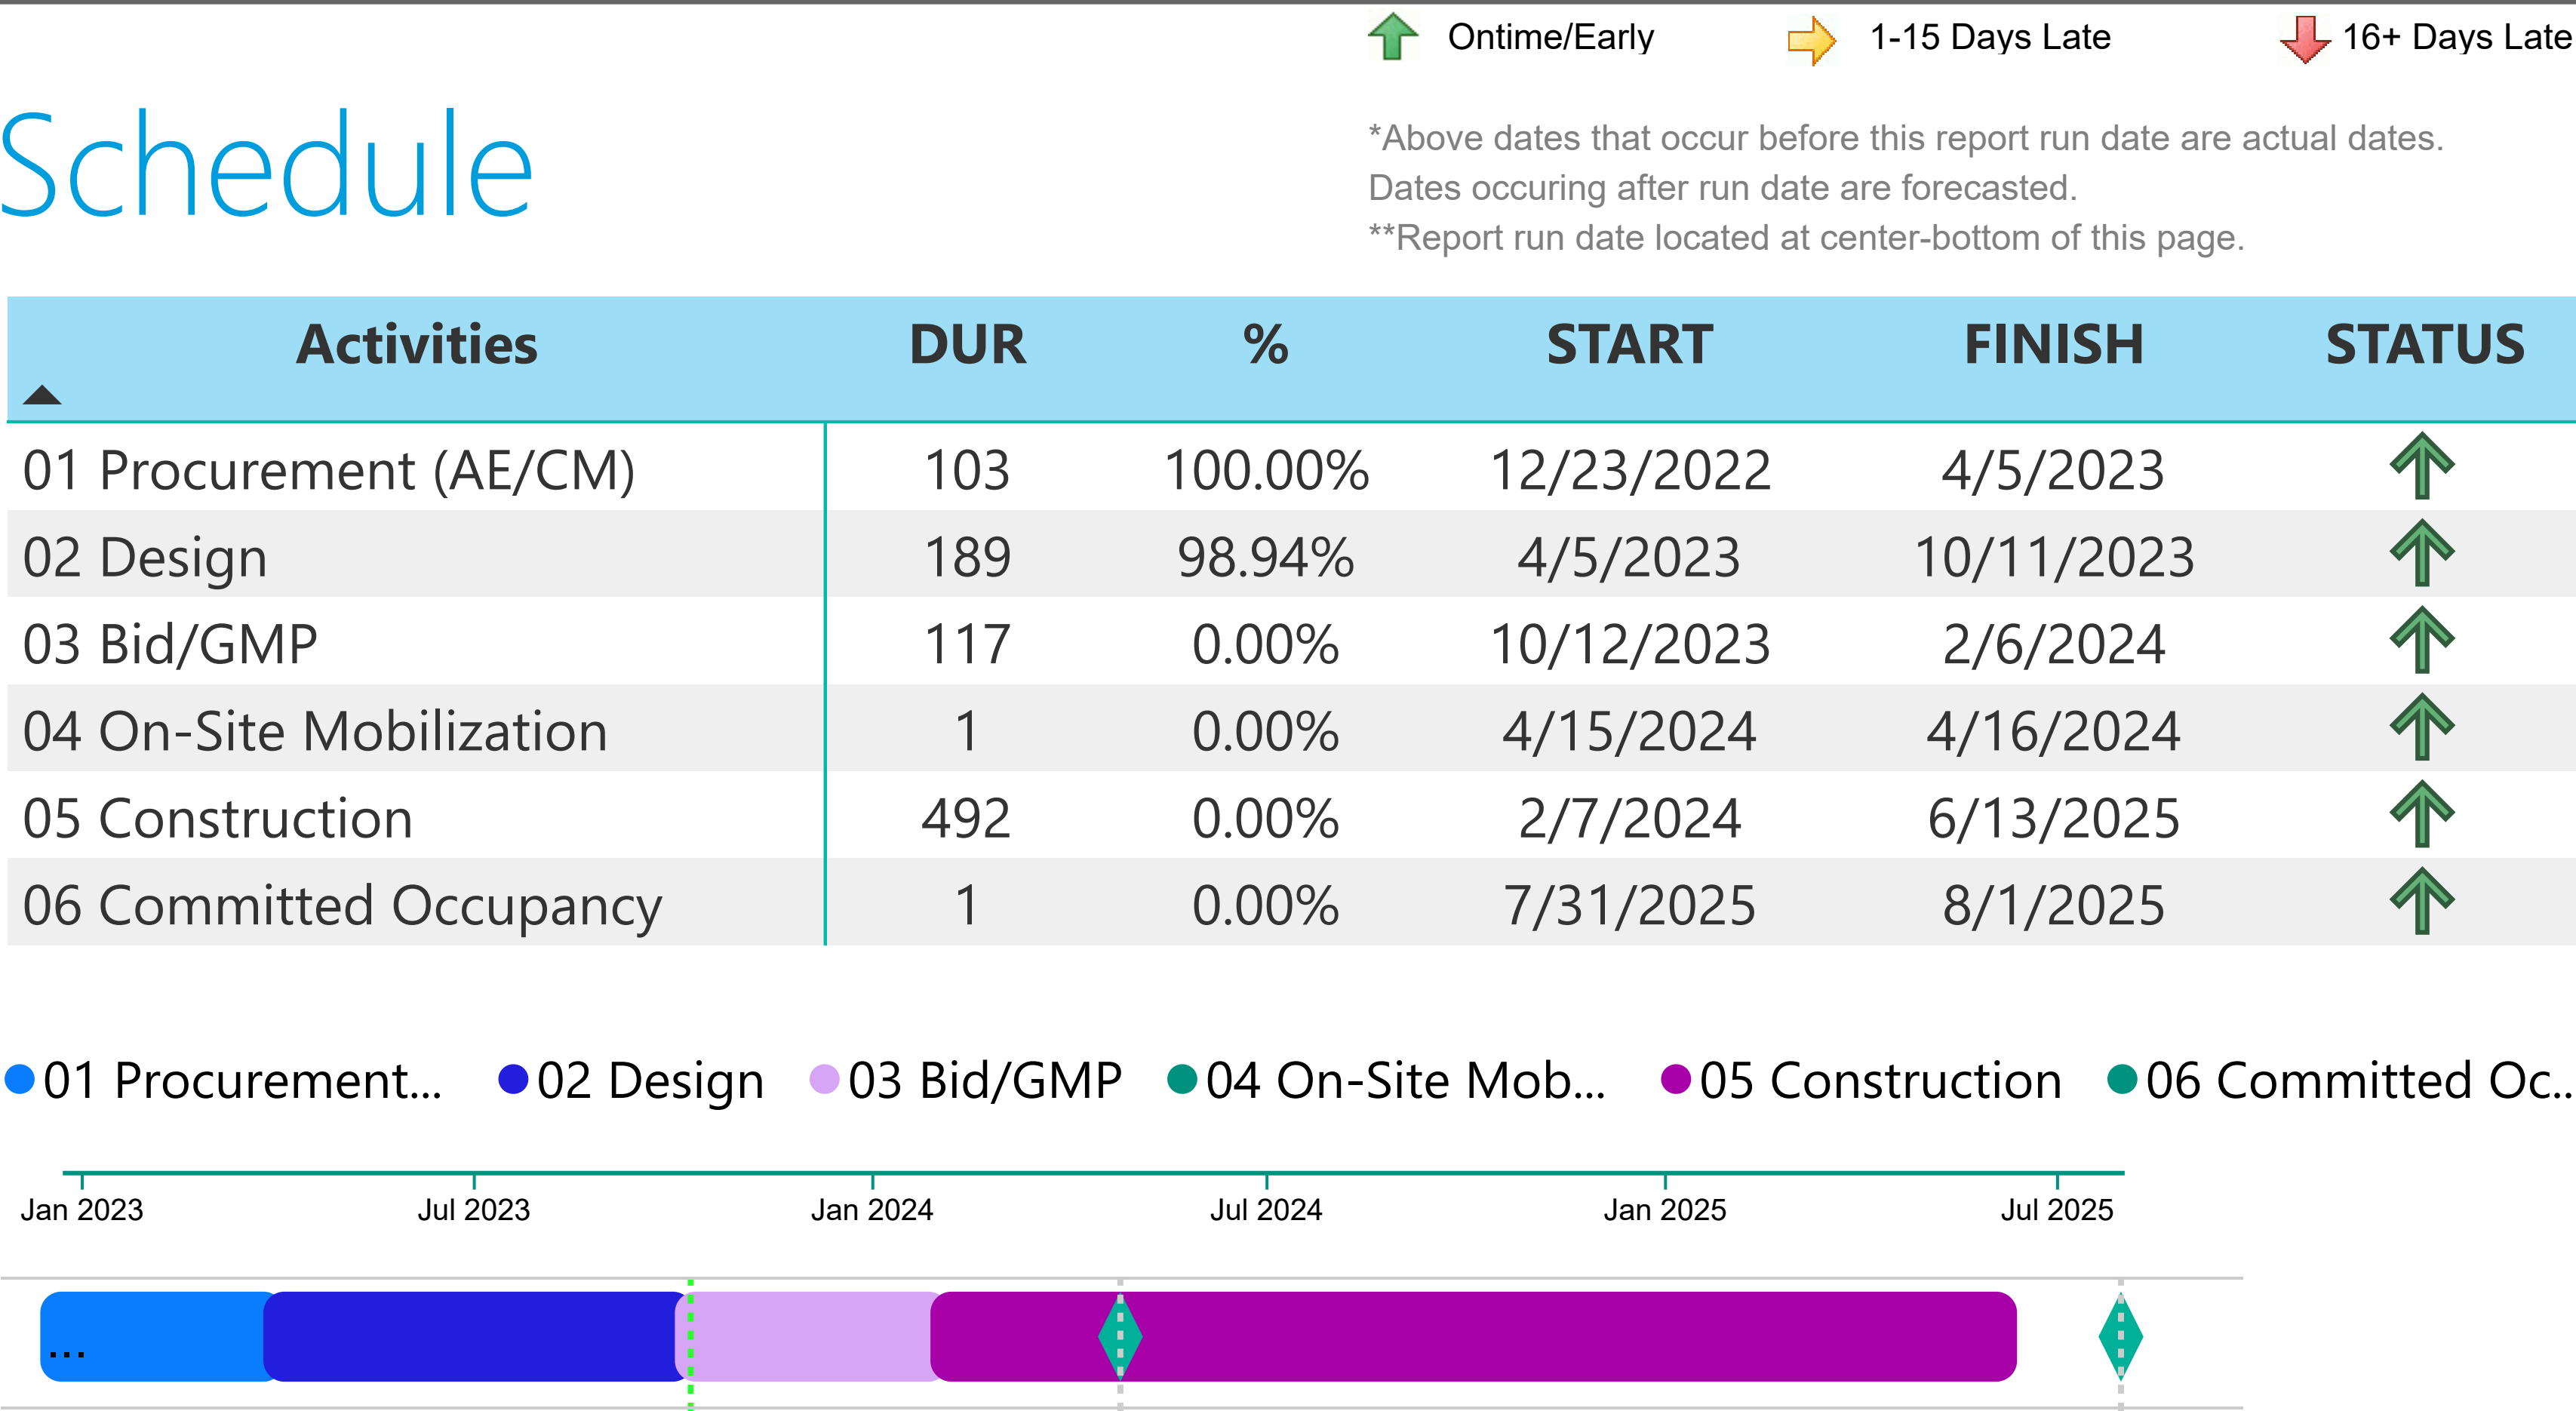 Ontime/Early 1-15 Days Late 16+ Days Late
Schedule
*Above dates that occur before this report run date are actual dates.
Dates occuring after run date are forecasted.
**Report run date located at center-bottom of this page.
Activities DUR % START FINISH STATUS
01 Procurement (AE/CM) 103 100.00% 12/23/2022 4/5/2023
02 Design 189 98.94% 4/5/2023 10/11/2023
03 Bid/GMP 117 0.00% 10/12/2023 2/6/2024
04 On-Site Mobilization 1 0.00% 4/15/2024 4/16/2024
05 Construction 492 0.00% 2/7/2024 6/13/2025
06 Committed Occupancy 1 0.00% 7/31/2025 8/1/2025
01 Procurement... 02 Design 03 Bid/GMP 04 On-Site Mob... 05 Construction 06 Committed Oc..
Jan 2023 Jul 2023 Jan 2024 Jul 2024 Jan 2025 Jul 2025
...